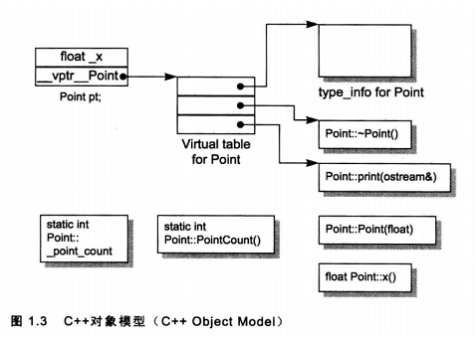 float _x
__vptr__Point
Point pt;
Virtual table
for Point
type_info for Point
Point::~Point()
Point::print(ostream&)
static int
Point::
_point_count
static int
Point::PointCount()
Point::Point(float)
float Point::x()
图 1.3 C++对象模型（C++ Object Model）